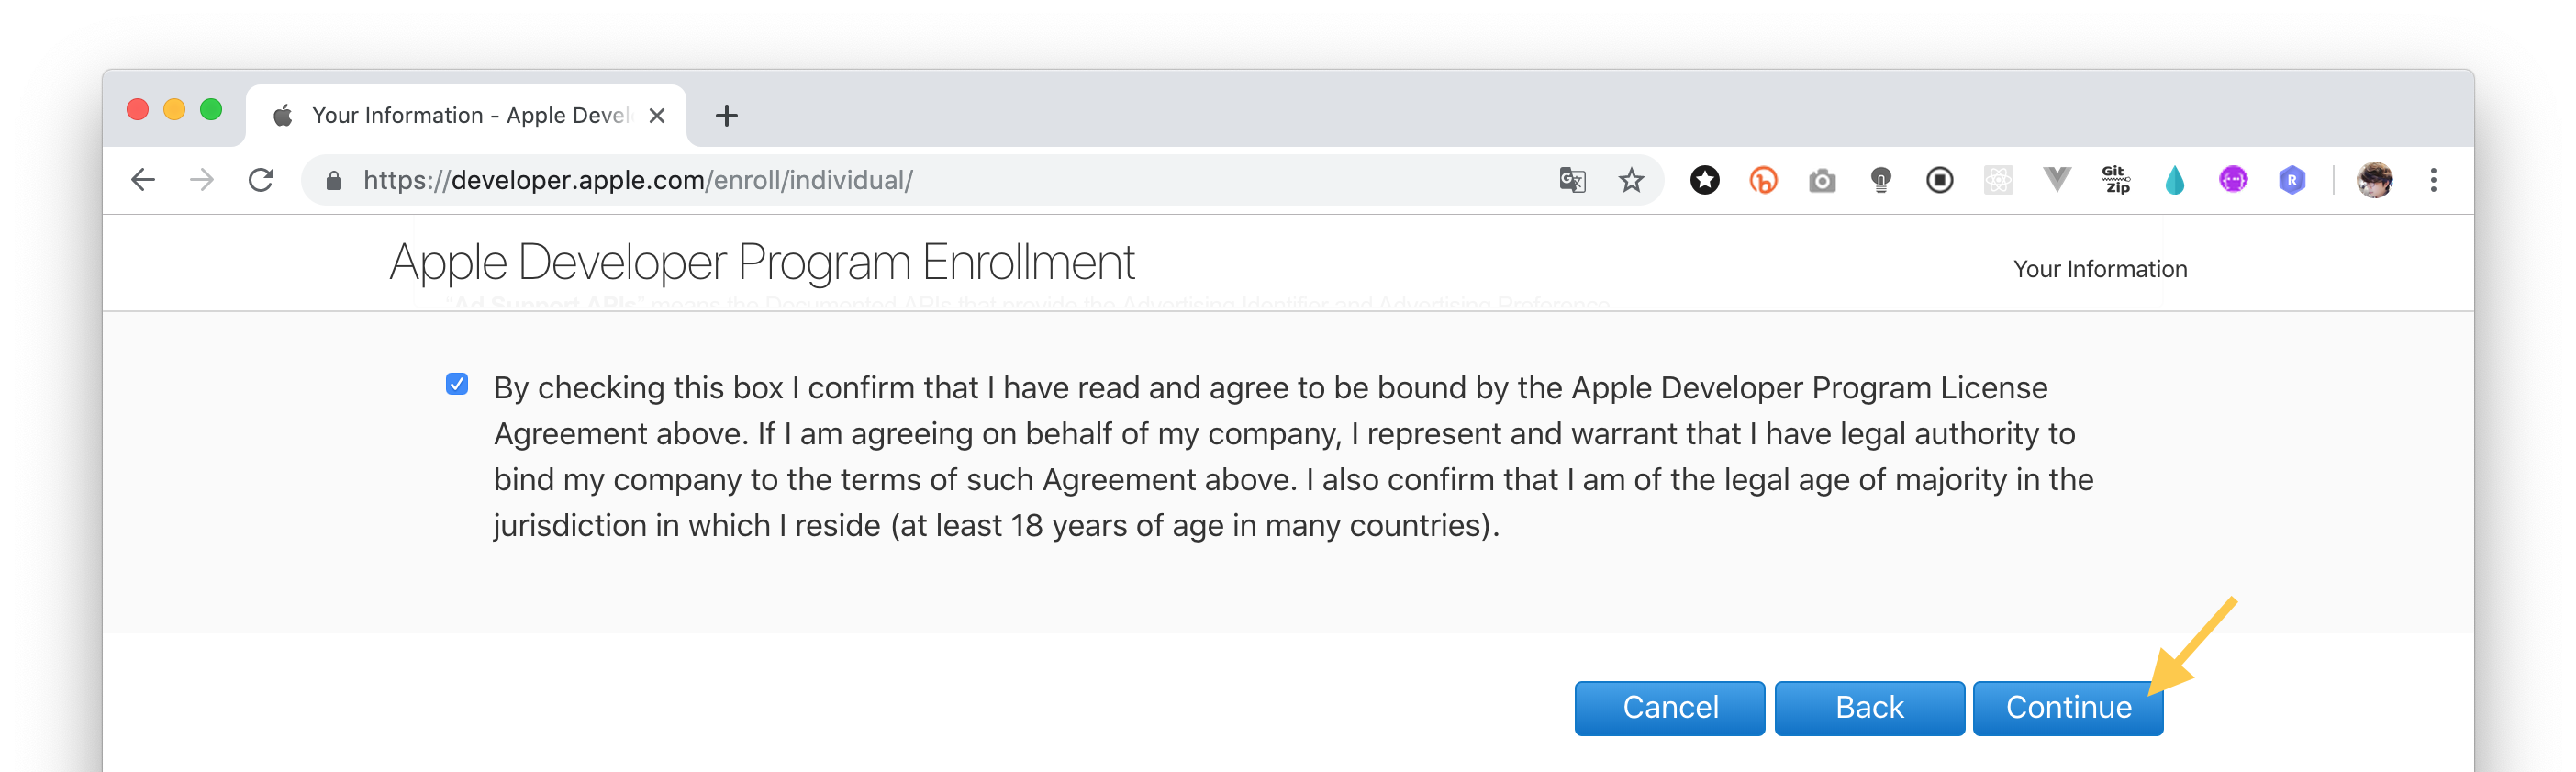 Your Information - Apple Devel
https://developer.apple.com/enroll/individual/
Git
Zip
R
Apple Developer Program Enrollment
Your Information
“Ad Support APIs” means the Documented APIs that provide the Advertising Identifier and Advertising Preference
By checking this box I confirm that I have read and agree to be bound by the Apple Developer Program License
Agreement above. If I am agreeing on behalf of my company, I represent and warrant that I have legal authority to
bind my company to the terms of such Agreement above. I also confirm that I am of the legal age of majority in the
jurisdiction in which I reside (at least 18 years of age in many countries).
Cancel
Back
Continue